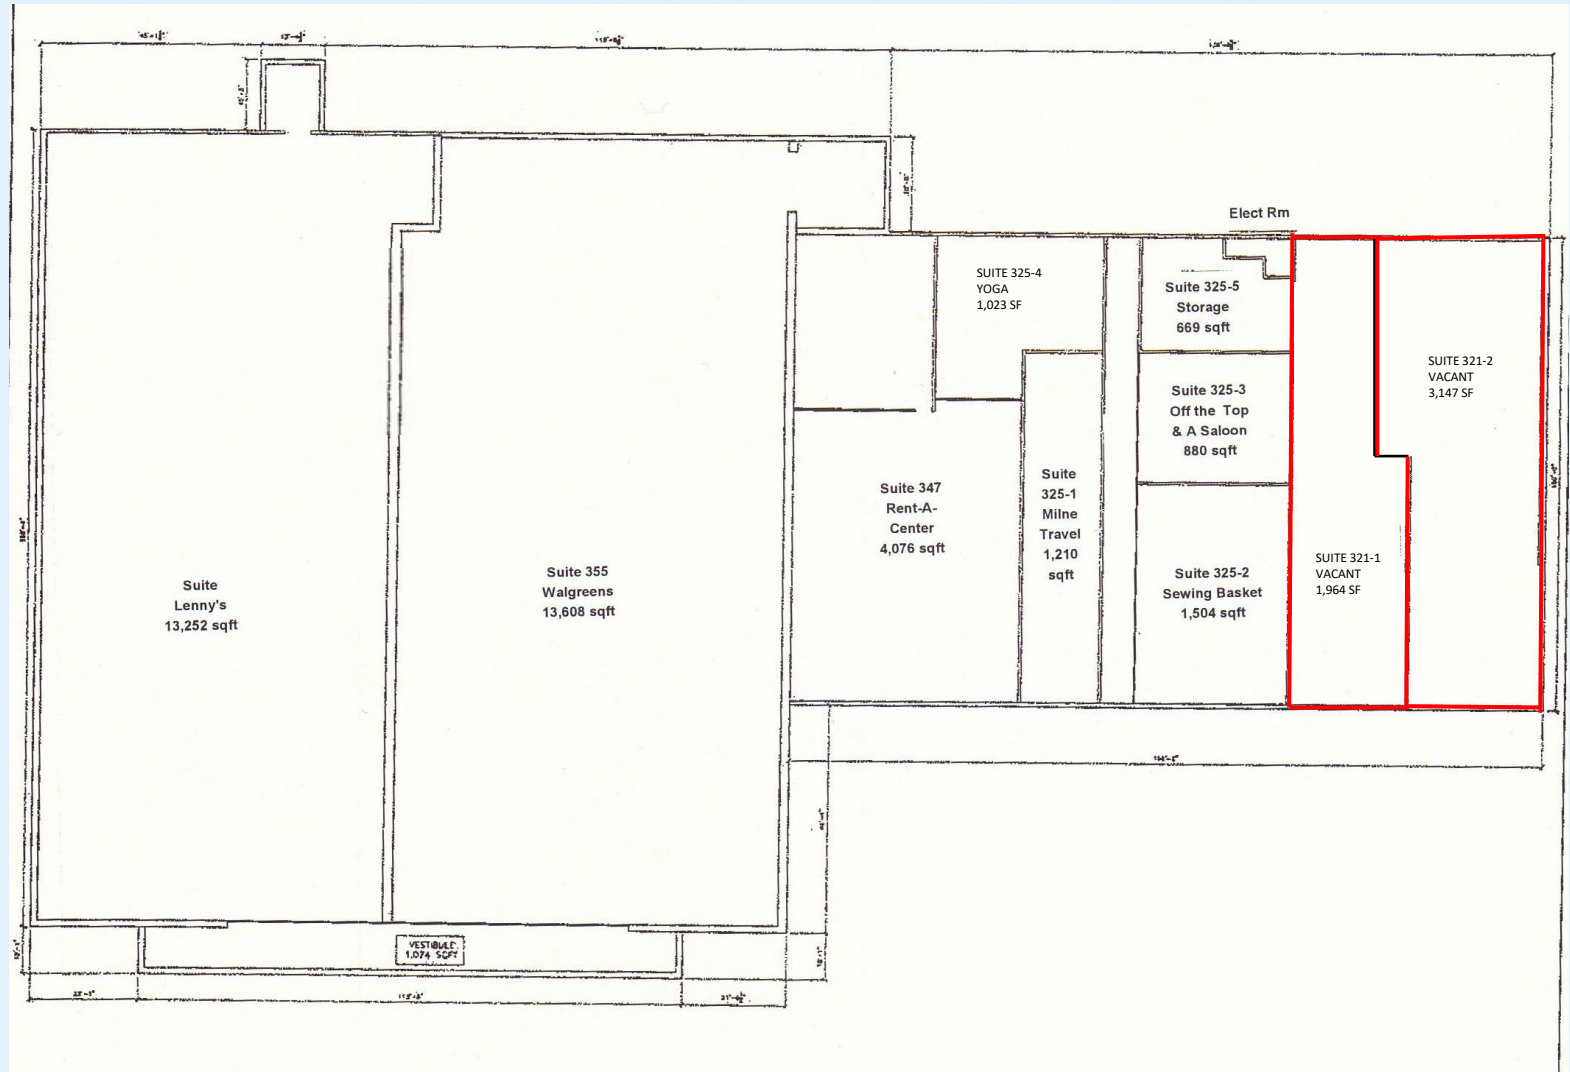 Elect Rm
SUITE 325-4
YOGA
1,023 SF
Suite 325-5
Storage
669 sqft
SUITE 321-2
VACANT
3,147 SF
Suite 325-3
Off the Top
& A Saloon
880 sqft
Suite 347
Rent-A-
Center
4,076 sqft
Suite
325-1
Milne
Travel
1,210
sqft
Suite 325-2
Sewing Basket
1,504 sqft
SUITE 321-1
VACANT
1,964 SF
Suite
Lenny's
13,252 sqft
Suite 355
Walgreens
13,608 sqft
VESTIBULE
1,074 SQFT